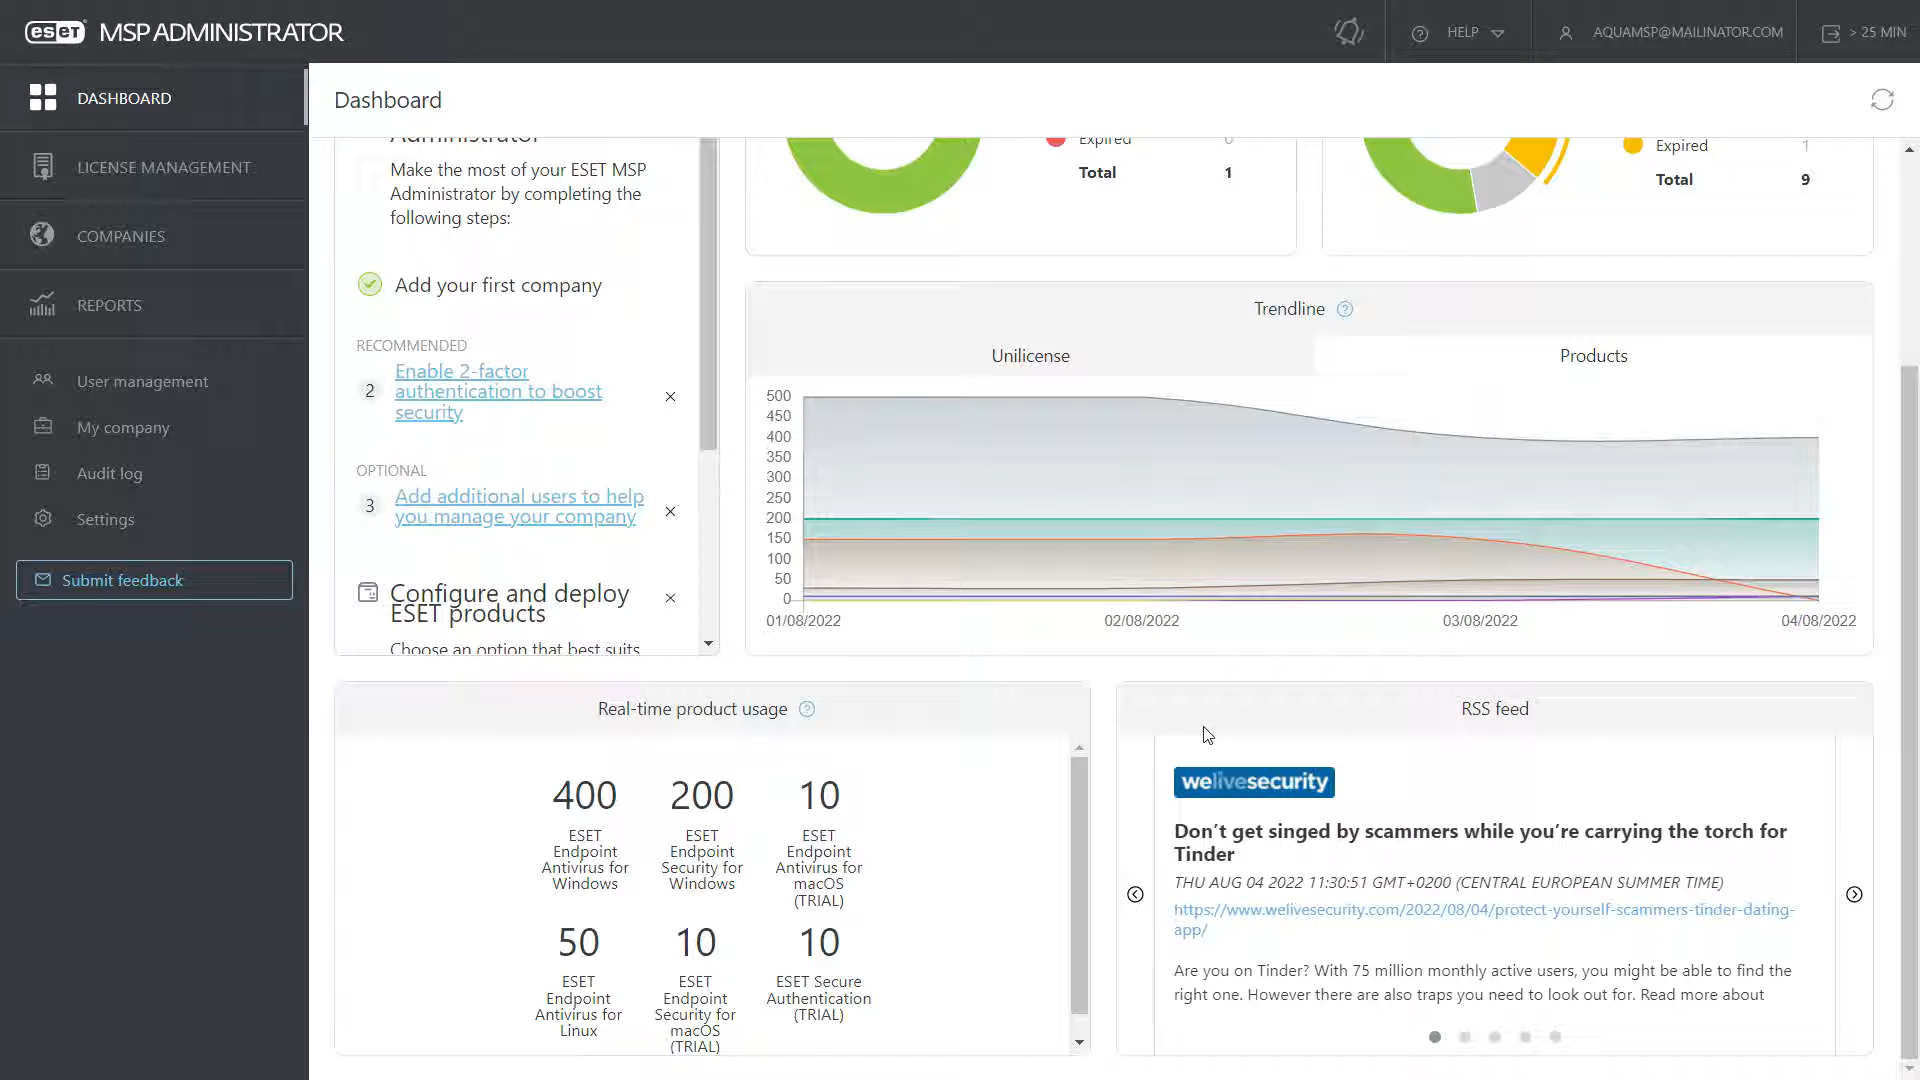 eset MSP ADMINISTRATOR
HELP
AQUAMSP@MAILINATOR.COM
> 25 MIN
DASHBOARD
LICENSE MANAGEMENT
COMPANIES
REPORTS
User management
My company
Audit log
Settings
Submit feedback
Dashboard
Administrator
Make the most of your ESET MSP
Administrator by completing the
following steps:
Add your first company
RECOMMENDED
2
Enable 2-factor
authentication to boost
security
OPTIONAL
3
Add additional users to help
you manage your company
Configure and deploy
ESET products
Choose an option that best suits
Expired 0
Total 1
Expired 1
Total 9
Trendline ?
Unilicense
Products
500
450
400
350
300
250
200
150
100
50
0
01/08/2022 02/08/2022 03/08/2022 04/08/2022
Real-time product usage ?
400
ESET
Endpoint
Antivirus for
Windows
200
ESET
Endpoint
Security for
Windows
10
ESET
Endpoint
Antivirus for
macOS
(TRIAL)
50
ESET
Endpoint
Antivirus for
Linux
10
ESET
Endpoint
Security for
macOS
(TRIAL)
10
ESET Secure
Authentication
(TRIAL)
RSS feed
welivesecurity
Don’t get singed by scammers while you’re carrying the torch for
Tinder
THU AUG 04 2022 11:30:51 GMT+0200 (CENTRAL EUROPEAN SUMMER TIME)
https://www.welivesecurity.com/2022/08/04/protect-yourself-scammers-tinder-dating-
app/
Are you on Tinder? With 75 million monthly active users, you might be able to find the
right one. However there are also traps you need to look out for. Read more about